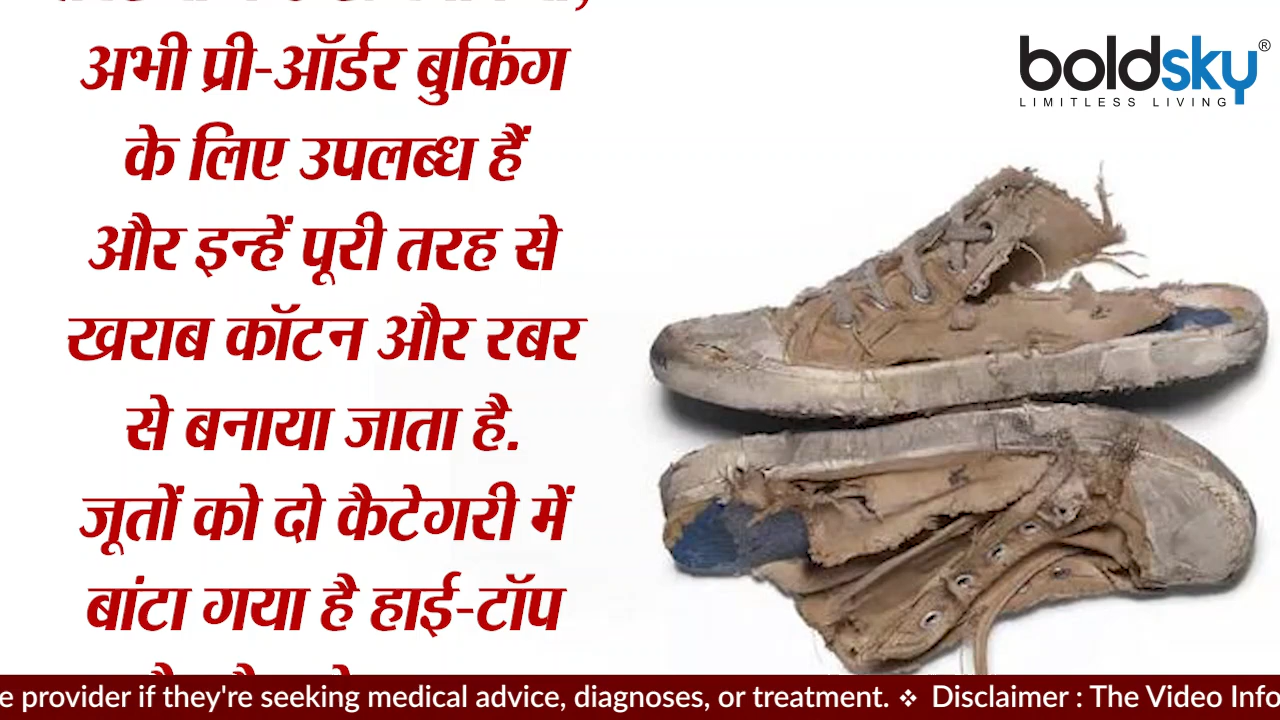 boldsky®
LIMITLESS LIVING
अभी प्री-ऑर्डर बुकिंग
के लिए उपलब्ध हैं
और इन्हें पूरी तरह से
खराब कॉटन और रबर
से बनाया जाता है.
जूतों को दो कैटेगरी में
बांटा गया है हाई-टॉप
e provider if they're seeking medical advice, diagnoses, or treatment. ❖ Disclaimer : The Video Info